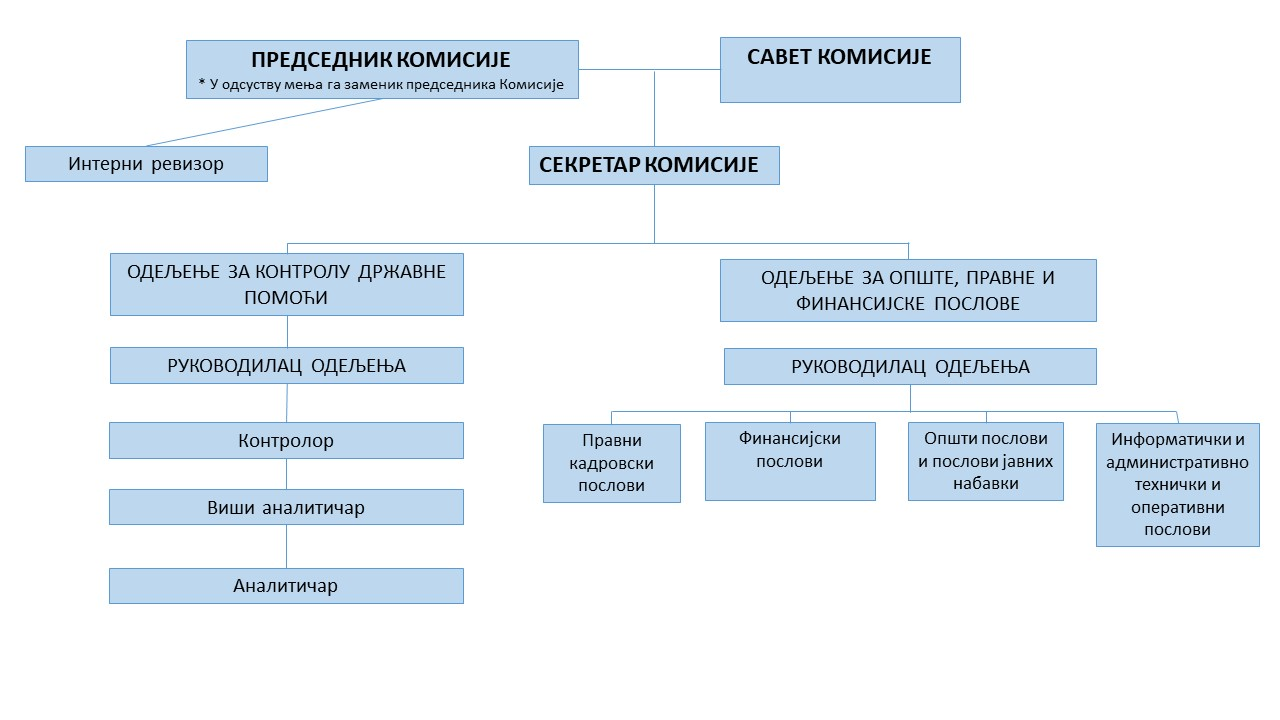 ПРЕДСЕДНИК КОМИСИЈЕ
* У одсуству мења га заменик председника Комисије
САВЕТ КОМИСИЈЕ
Интерни ревизор
СЕКРЕТАР КОМИСИЈЕ
ОДЕЉЕЊЕ ЗА КОНТРОЛУ ДРЖАВНЕ
ПОМОЋИ
ОДЕЉЕЊЕ ЗА ОПШТЕ, ПРАВНЕ И
ФИНАНСИЈСКЕ ПОСЛОВЕ
РУКОВОДИЛАЦ ОДЕЉЕЊА
РУКОВОДИЛАЦ ОДЕЉЕЊА
Контролор
Виши аналитичар
Аналитичар
Правни
кадровски
послови
Финансијски
послови
Општи послови
и послови јавних
набавки
Информатички и
административно
технички и
оперативни
послови